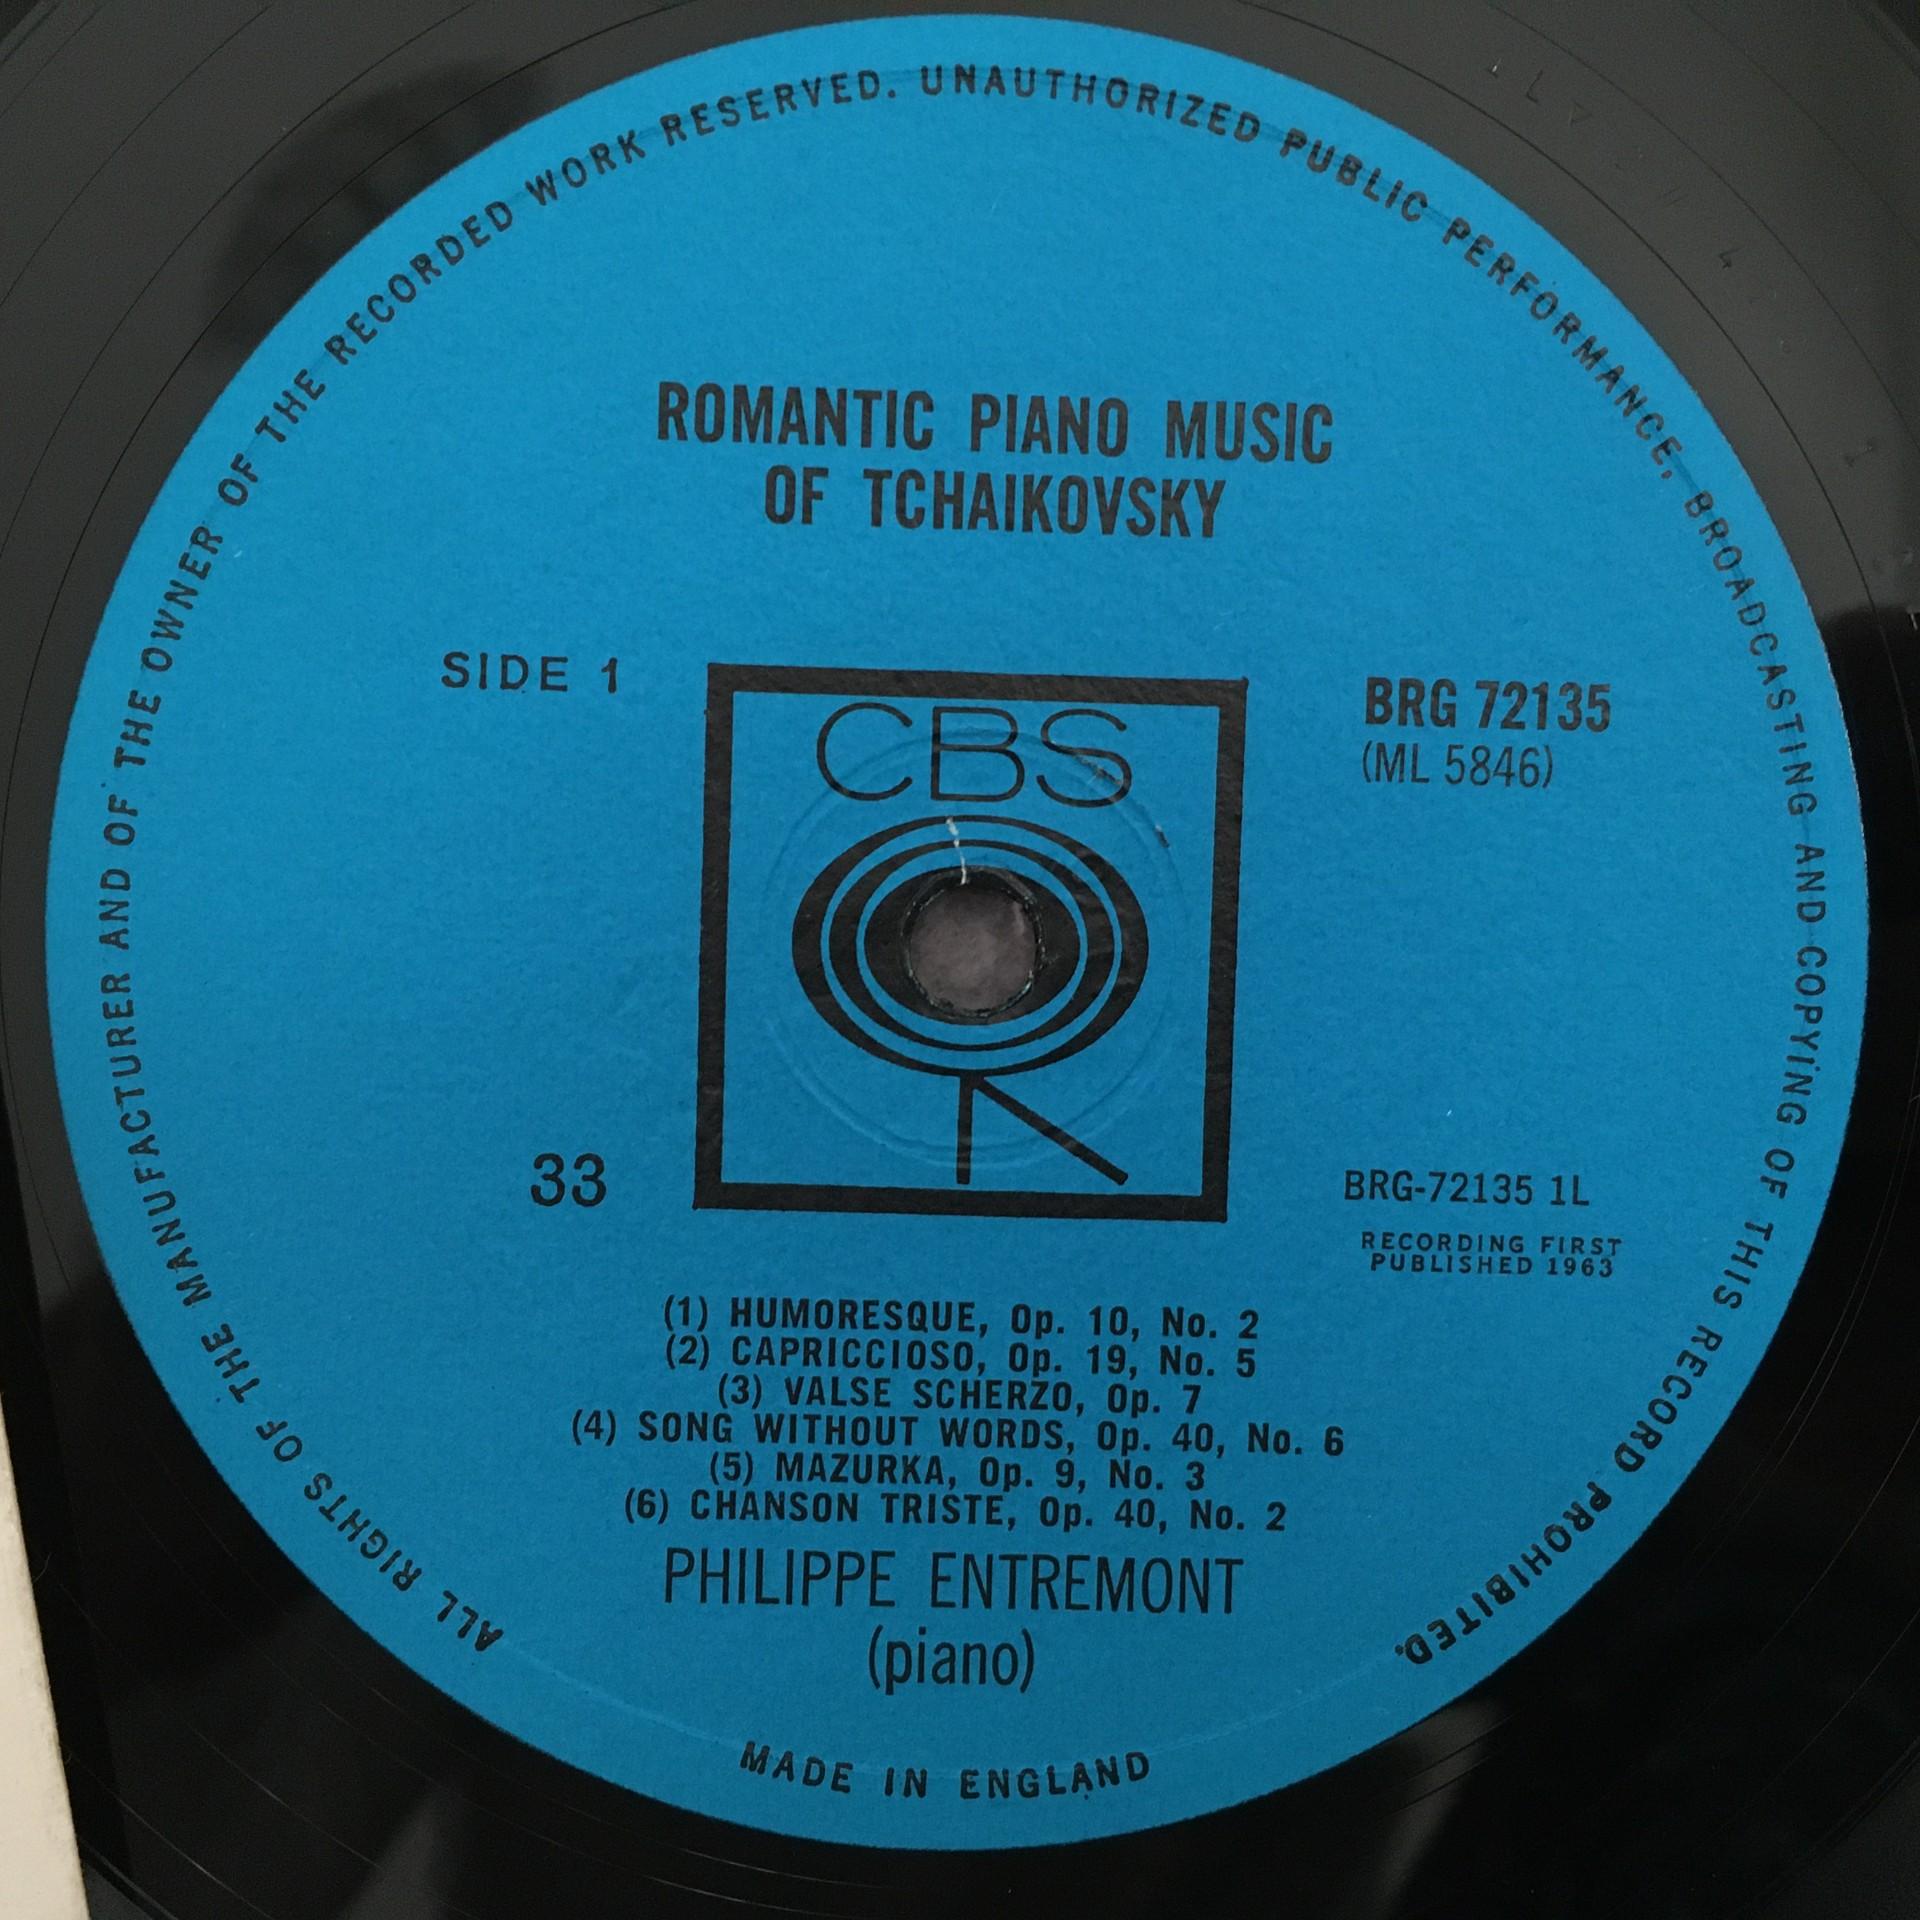 ALL RIGHTS OF THE MANUFACTURER AND OF THE OWNER OF THE RECORDED WORK RESERVED. UNAUTHORIZED PUBLIC PERFORMANCE, BROADCASTING AND COPYING OF THIS RECORD PROHIBITED.
ROMANTIC PIANO MUSIC
OF TCHAIKOVSKY
SIDE 1
CBS
BRG 72135
(ML 5846)
33
BRG-72135 1L
RECORDING FIRST
PUBLISHED 1963
(1) HUMORESQUE, Op. 10, No. 2
(2) CAPRICCIOSO, Op. 19, No. 5
(3) VALSE SCHERZO, Op. 7
(4) SONG WITHOUT WORDS, Op. 40, No. 6
(5) MAZURKA, Op. 9, No. 3
(6) CHANSON TRISTE, Op. 40, No. 2
PHILIPPE ENTREMONT
(piano)
MADE IN ENGLAND